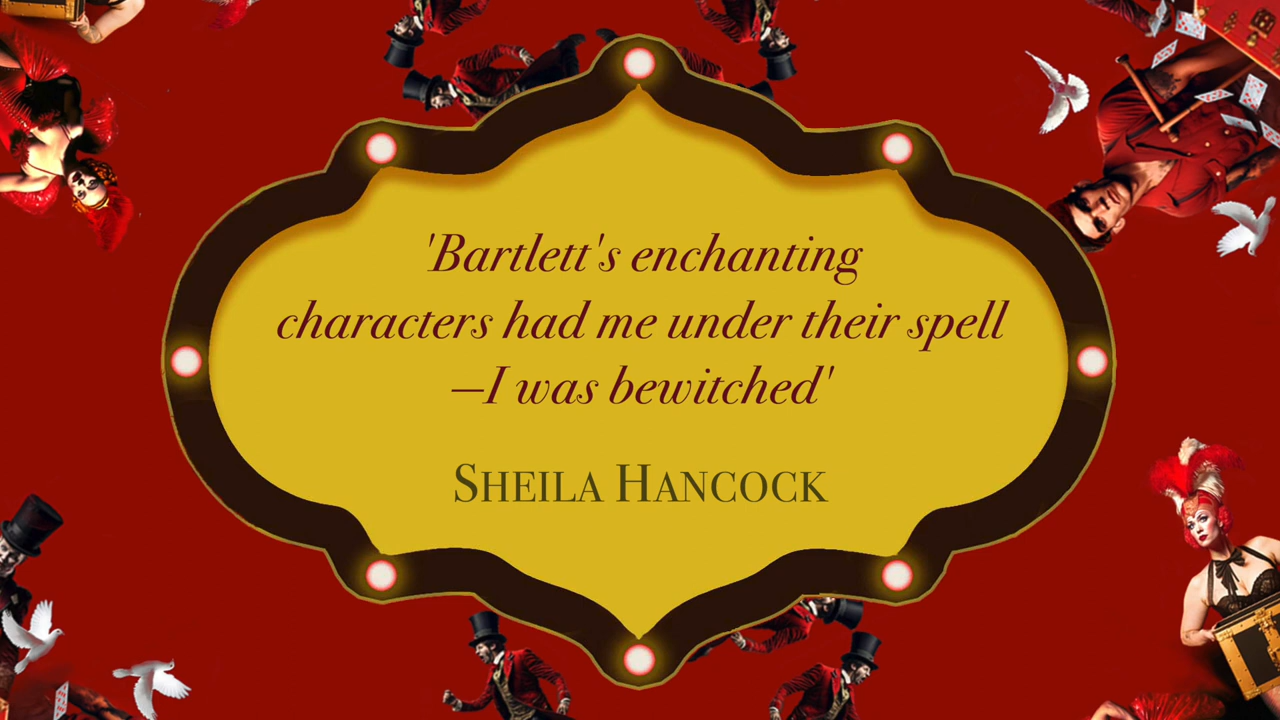 'Bartlett's enchanting
characters had me under their spell
—I was bewitched'
SHEILA HANCOCK